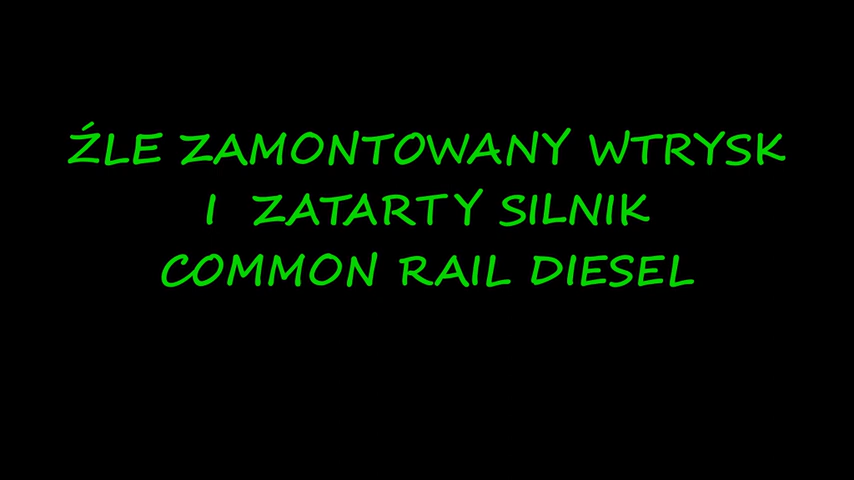 ŹLE ZAMONTOWANY WTRYSK
I ZATARTY SILNIK
COMMON RAIL DIESEL